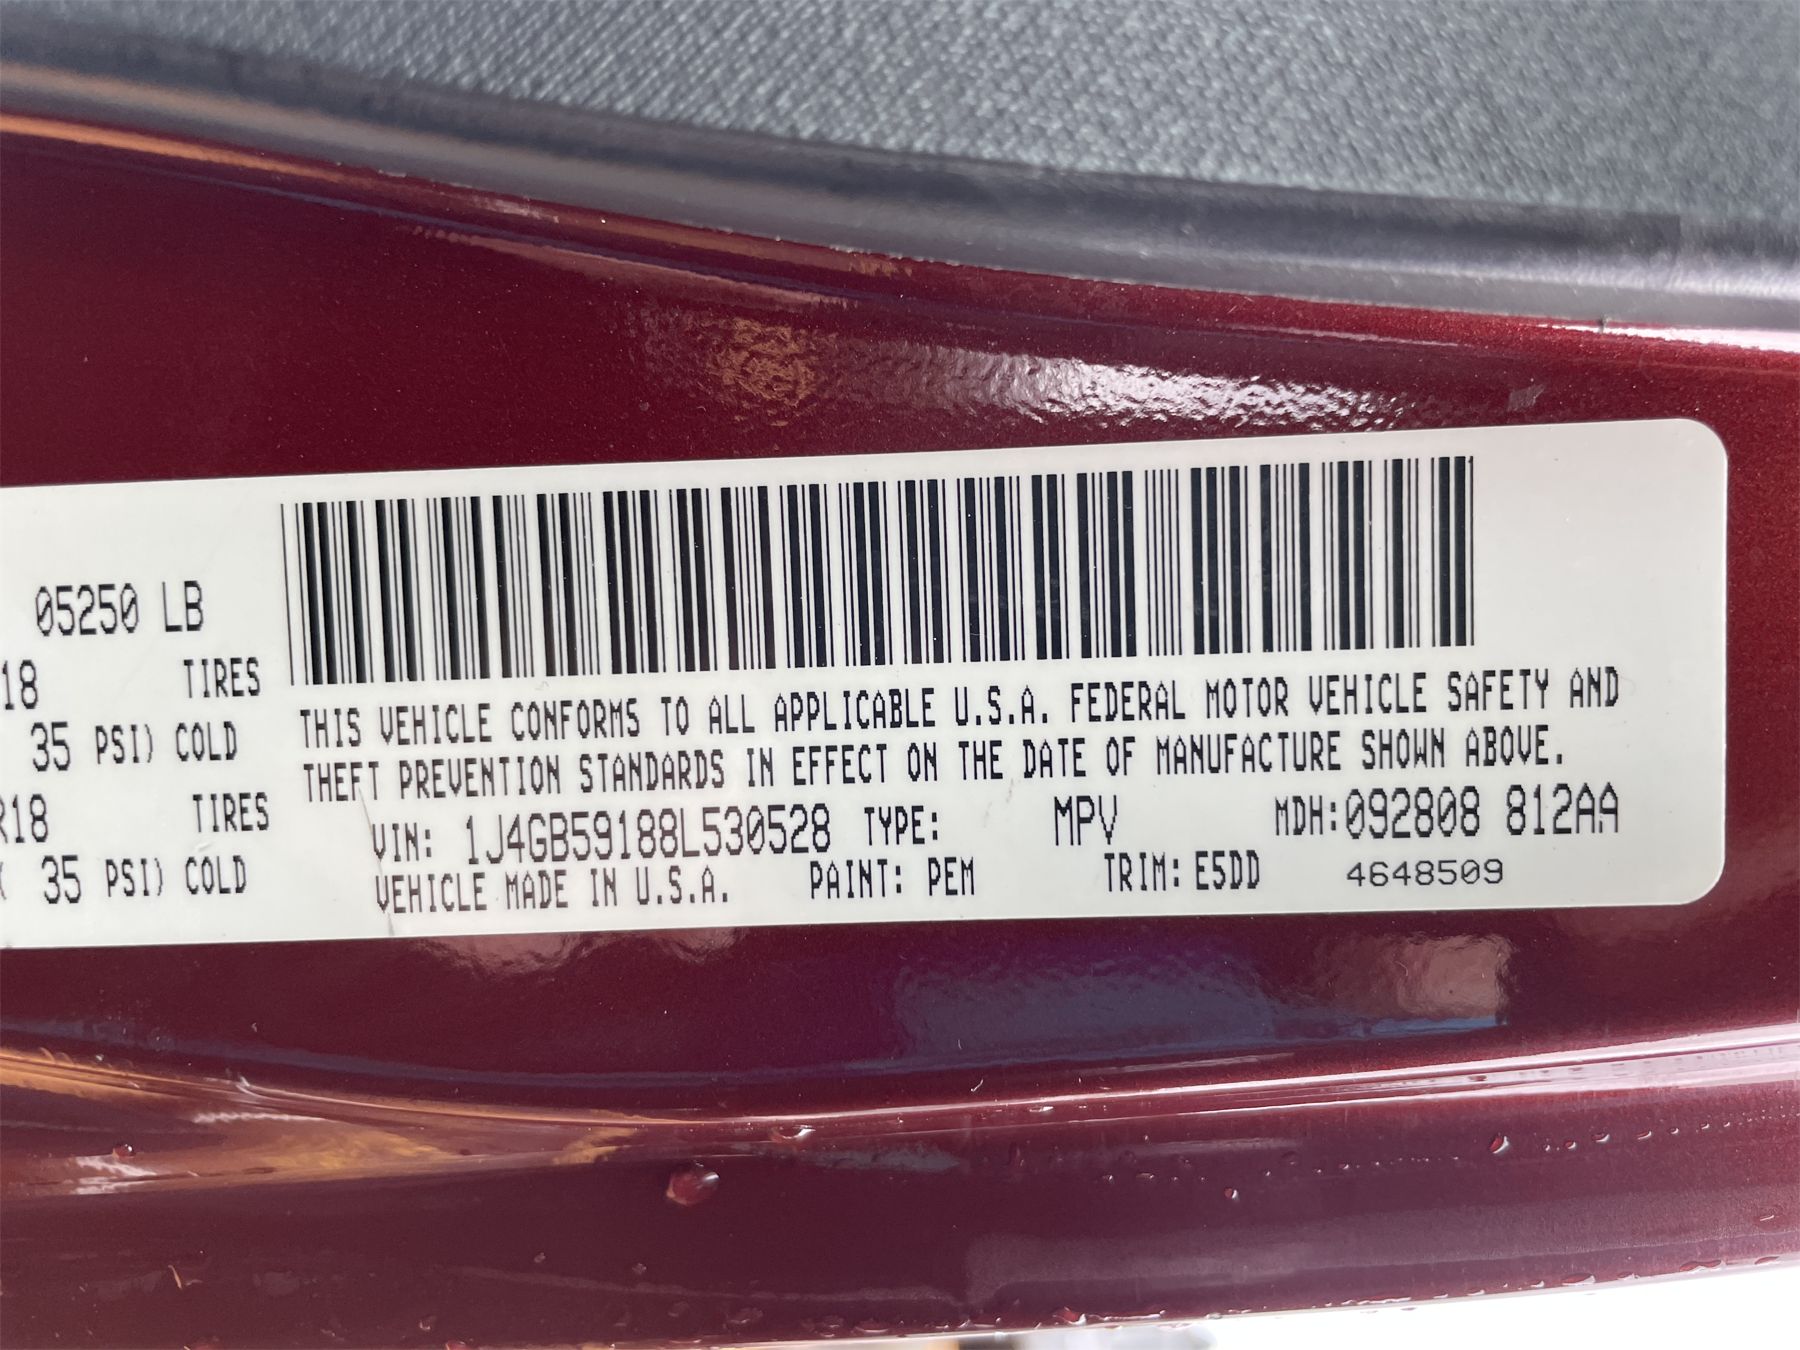 05250 LB
18 TIRES
35 PSI) COLD
R18 TIRES
35 PSI) COLD
THIS VEHICLE CONFORMS TO ALL APPLICABLE U.S.A. FEDERAL MOTOR VEHICLE SAFETY AND
THEFT PREVENTION STANDARDS IN EFFECT ON THE DATE OF MANUFACTURE SHOWN ABOVE.
VIN: 1J4GB59188L530528 TYPE: MPV MDH:092808 812AA
VEHICLE MADE IN U.S.A. PAINT: PEM TRIM: E5DD 4648509